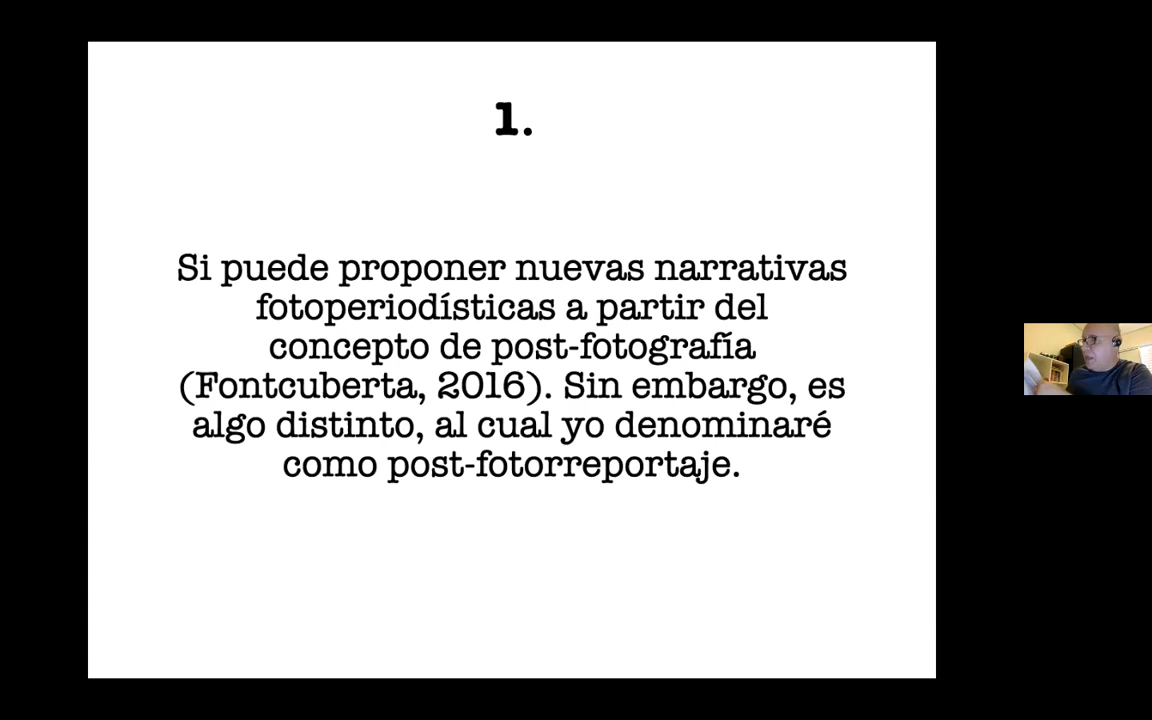 1.
Si puede proponer nuevas narrativas
fotoperiodísticas a partir del
concepto de post-fotografía
(Fontcuberta, 2016). Sin embargo, es
algo distinto, al cual yo denominaré
como post-fotorreportaje.